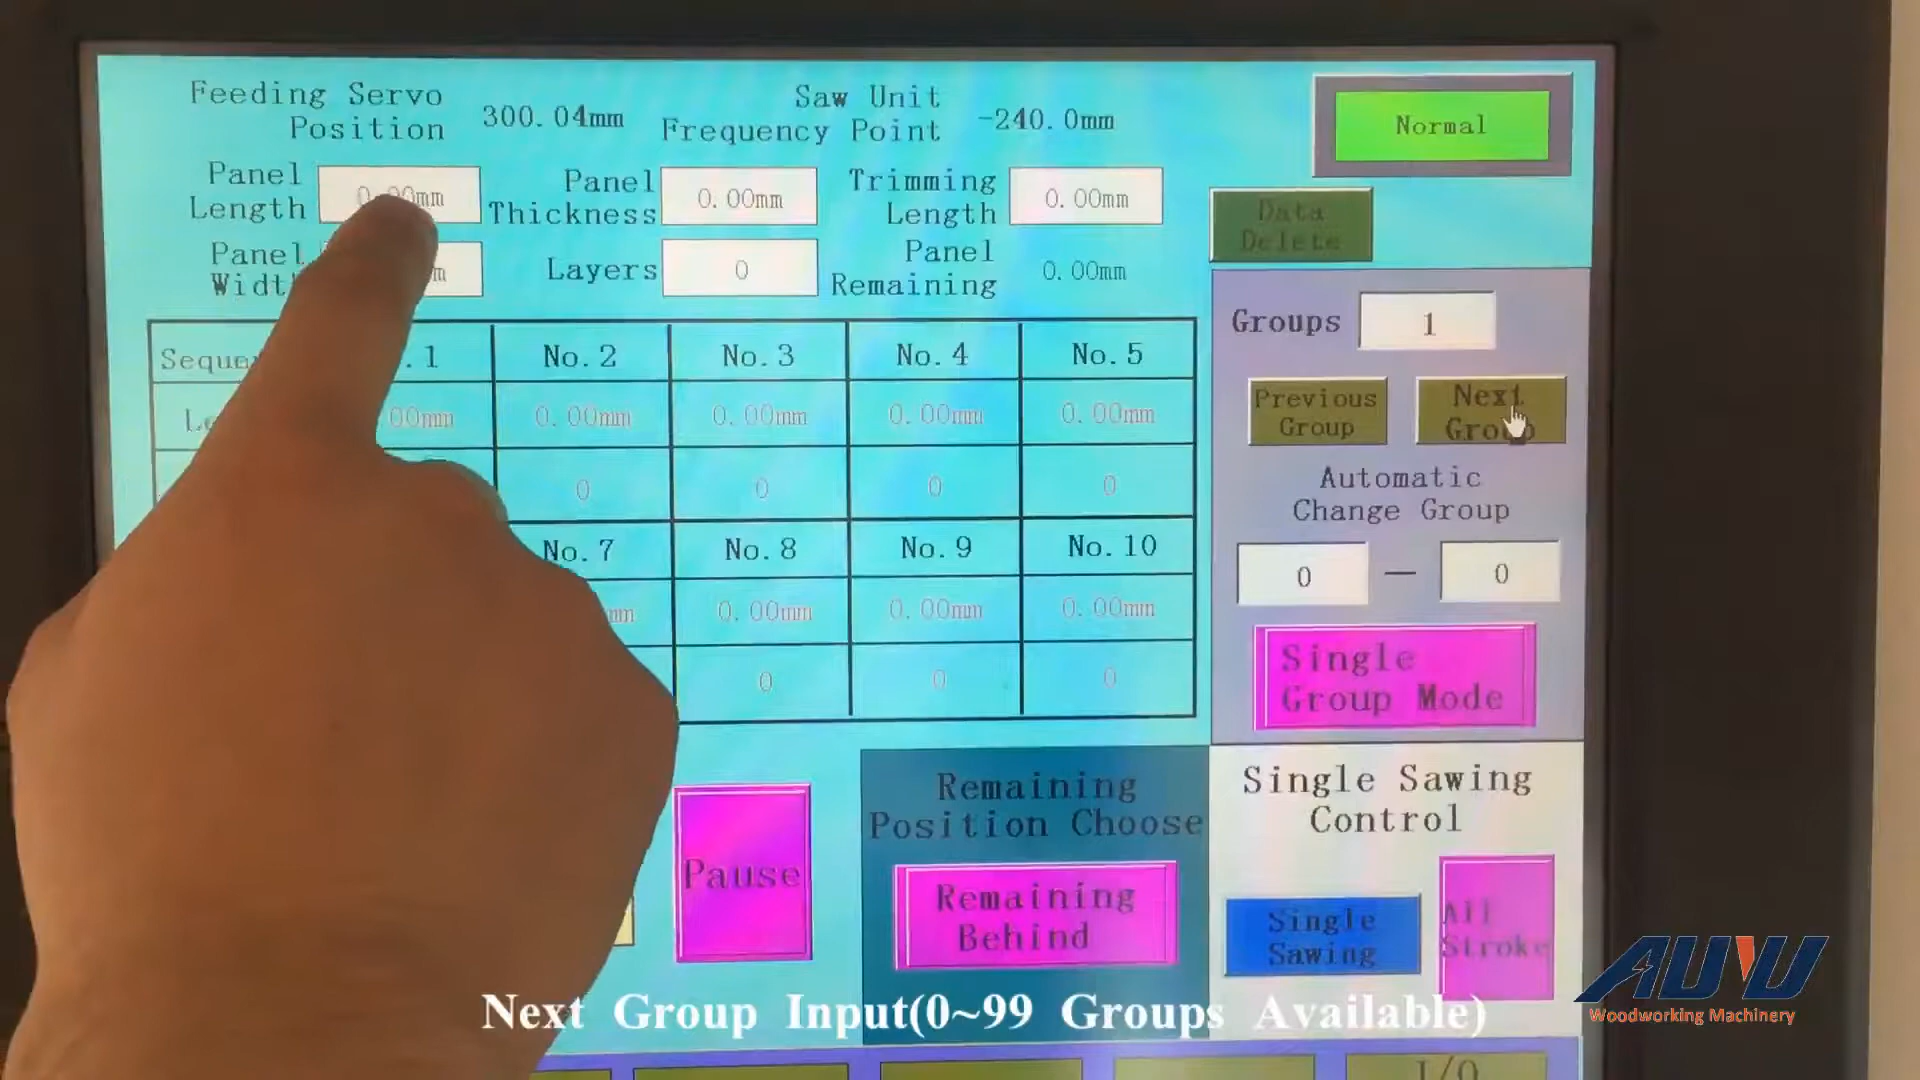 Feeding Servo
Position
300.04mm
Saw Unit
Frequency Point
-240.0mm
Normal
Panel
Length
Panel
Thickness
0.00mm
Trimming
Length
0.00mm
Data
Delete
Panel
Layers
0
Panel
Remaining
0.00mm
Groups
1
No.2
No.3
No.4
No.5
0.00mm
0.00mm
0.00mm
0.00mm
Previous
Group
Next
Group
0
0
0
0
Automatic
Change Group
No.7
No.8
No.9
No.10
0
—
0
0.00mm
0.00mm
0.00mm
0
0
0
Single
Group Mode
Pause
Remaining
Position Choose
Remaining
Behind
Single Sawing
Control
Single
Sawing
All
Stroke
AUWU
Woodworking Machinery
Next Group Input(0~99 Groups Available)
I/O